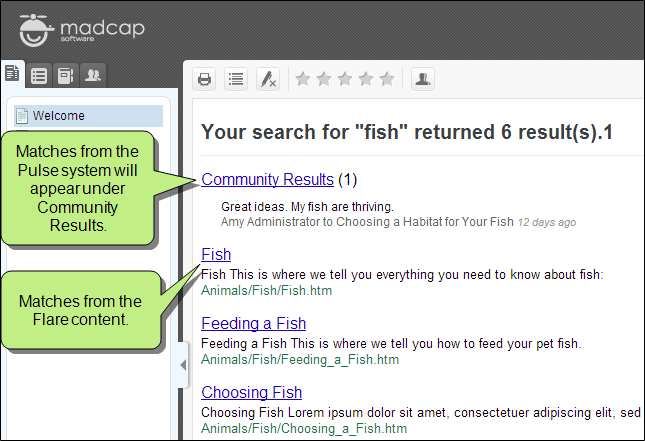 madcap
software
Welcome
Your search for "fish" returned 6 result(s).1
Matches from the
Pulse system will
appear under
Community
Results.
Community Results (1)
Great ideas. My fish are thriving.
Amy Administrator to Choosing a Habitat for Your Fish 12 days ago
Matches from the
Flare content.
Fish
Fish This is where we tell you everything you need to know about fish:
Animals/Fish/Fish.htm
Feeding a Fish
Feeding a Fish This is where we tell you how to feed your pet fish.
Animals/Fish/Feeding_a_Fish.htm
Choosing Fish
Choosing Fish Lorem ipsum dolor sit amet, consectetuer adipiscing elit, sed
Animals/Fish/Choosing_a_Fish.htm